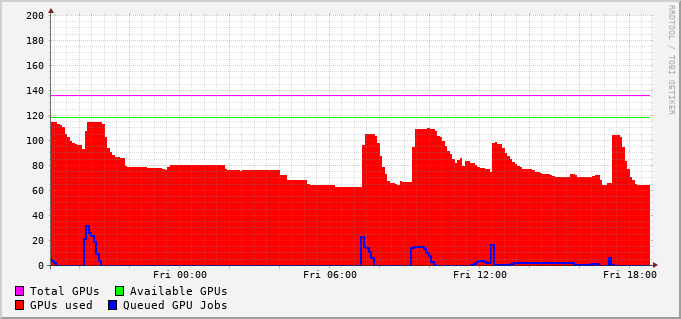 200
180
160
140
120
100
80
60
40
20
0
Fri 00:00 Fri 06:00 Fri 12:00 Fri 18:00
Total GPUs Available GPUs
GPUs used Queued GPU Jobs
RRDTOOL / TOBI OETIKER